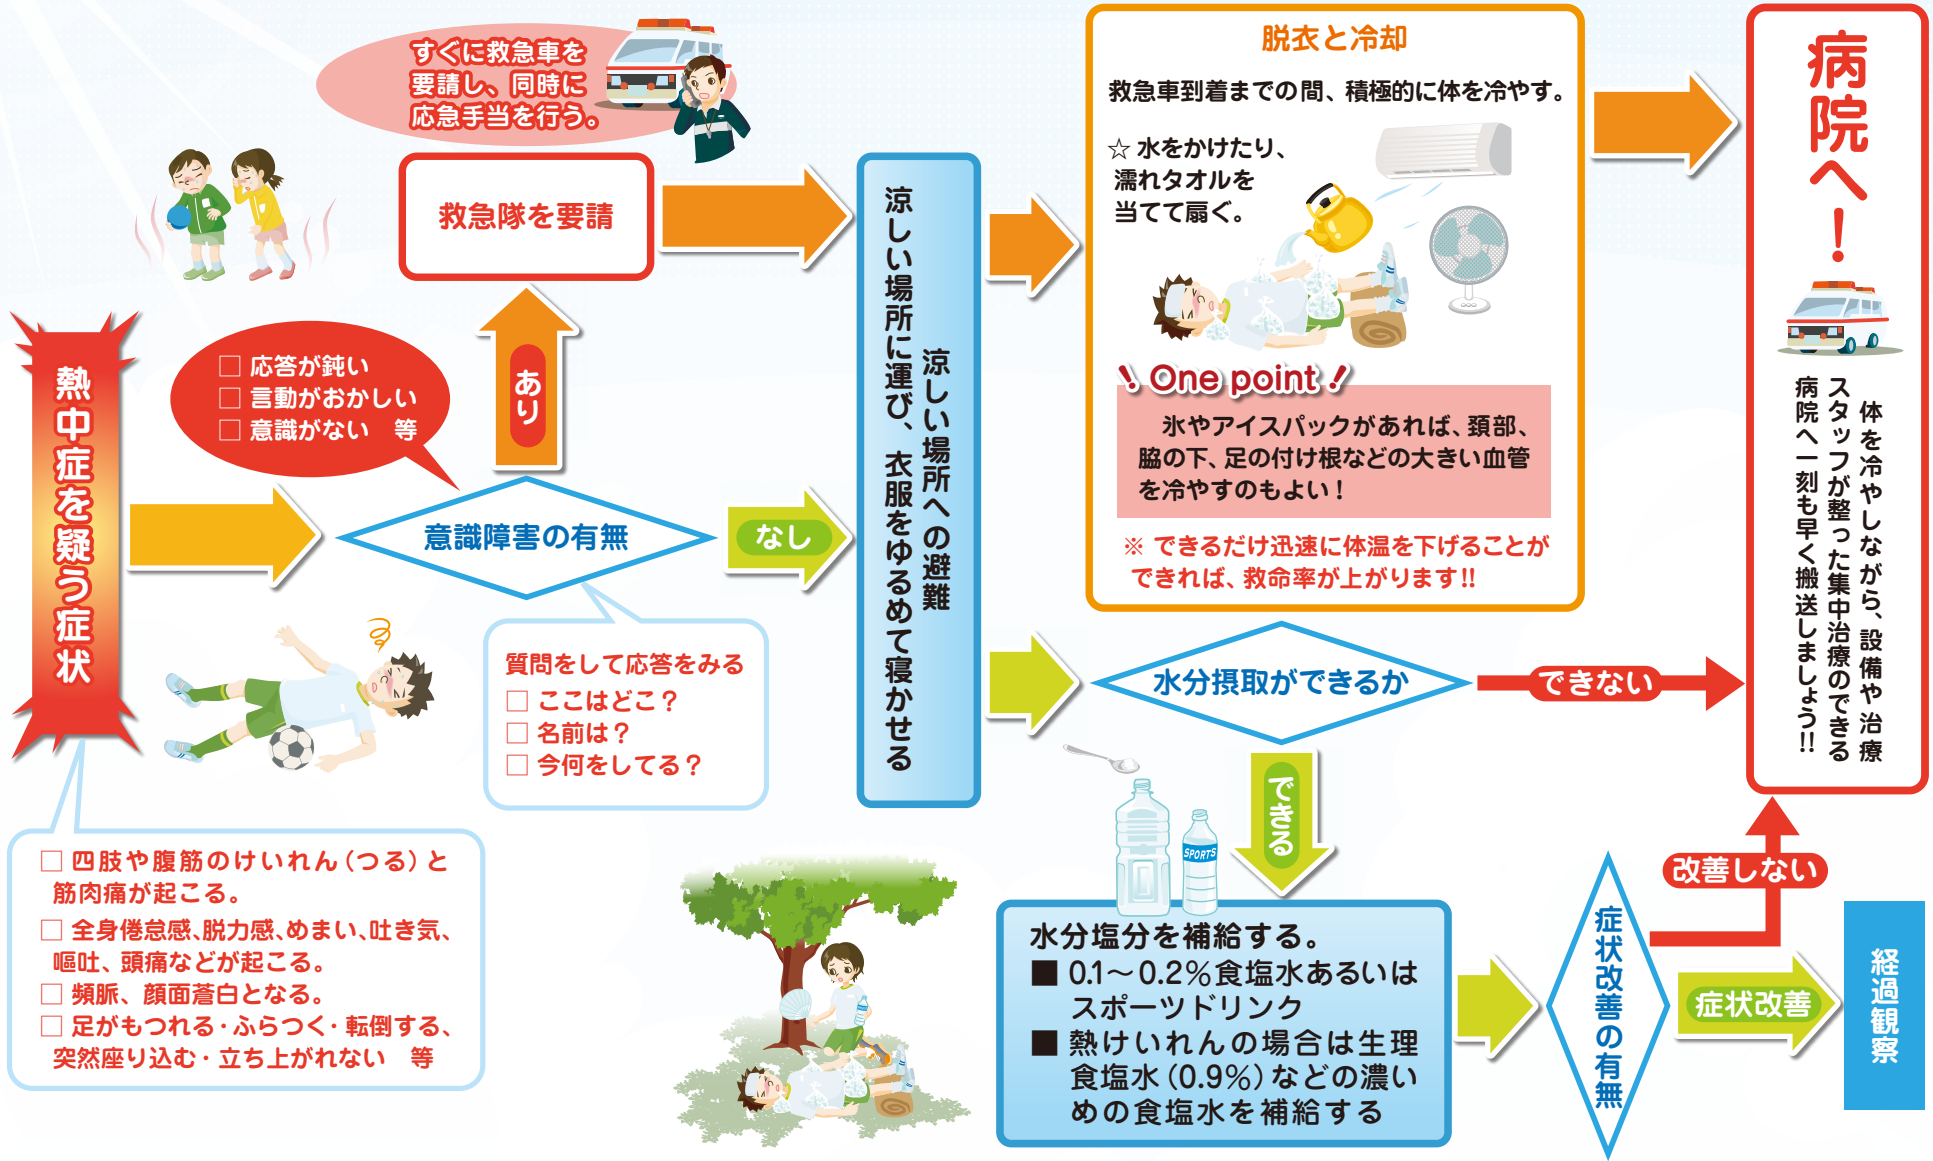 すぐに救急車を
要請し、同時に
応急手当を行う。
救急隊を要請
熱中症を疑う症状
□ 応答が鈍い
□ 言動がおかしい
□ 意識がない　等
あり
意識障害の有無
なし
質問をして応答をみる
□ ここはどこ？
□ 名前は？
□ 今何をしてる？
□ 四肢や腹筋のけいれん（つる）と
筋肉痛が起こる。
□ 全身倦怠感、脱力感、めまい、吐き気、
嘔吐、頭痛などが起こる。
□ 頻脈、顔面蒼白となる。
□ 足がもつれる・ふらつく・転倒する、
突然座り込む・立ち上がれない　等
涼しい場所への避難
涼しい場所に運び、衣服をゆるめて寝かせる
脱衣と冷却
救急車到着までの間、積極的に体を冷やす。
☆ 水をかけたり、
濡れタオルを
当てて扇ぐ。
One point！
氷やアイスパックがあれば、頚部、
脇の下、足の付け根などの大きい血管
を冷やすのもよい！
※ できるだけ迅速に体温を下げることが
できれば、救命率が上がります!!
水分摂取ができるか
できない
できる
SPORTS
水分塩分を補給する。
■ 0.1～0.2％食塩水あるいは
スポーツドリンク
■ 熱けいれんの場合は生理
食塩水（0.9％）などの濃い
めの食塩水を補給する
症状改善の有無
改善しない
症状改善
経過観察
病院へ！
体を冷やしながら、設備や治療
スタッフが整った集中治療のできる
病院へ一刻も早く搬送しましょう!!